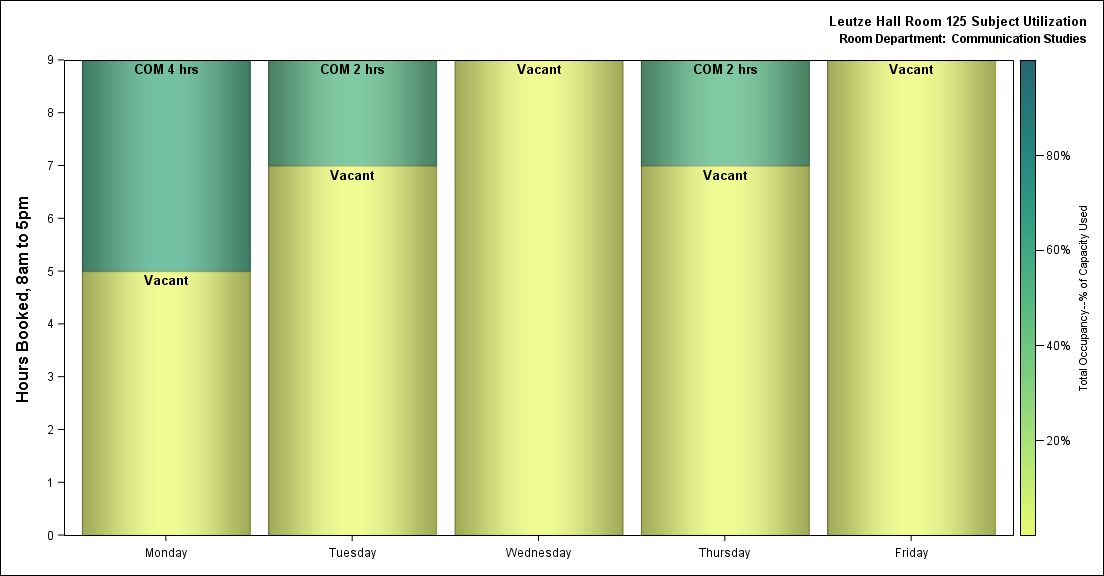 Leutze Hall Room 125 Subject Utilization
Room Department: Communication Studies
Hours Booked, 8am to 5pm
9
8
7
6
5
4
3
2
1
0
COM 4 hrs
Vacant
COM 2 hrs
Vacant
Vacant
COM 2 hrs
Vacant
Vacant
Monday
Tuesday
Wednesday
Thursday
Friday
80%
60%
40%
20%
Total Occupancy--% of Capacity Used